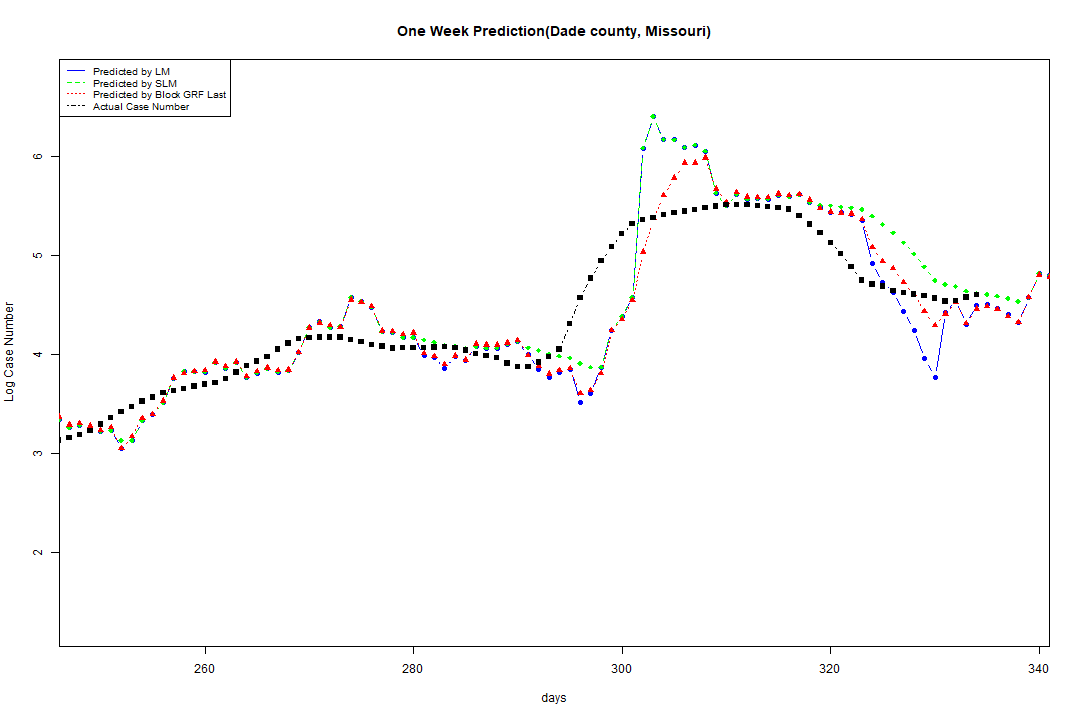 One Week Prediction(Dade county, Missouri)
Predicted by LM
Predicted by SLM
Predicted by Block GRF Last
Actual Case Number
Log Case Number
6
5
4
3
2
260 280 300 320 340
days